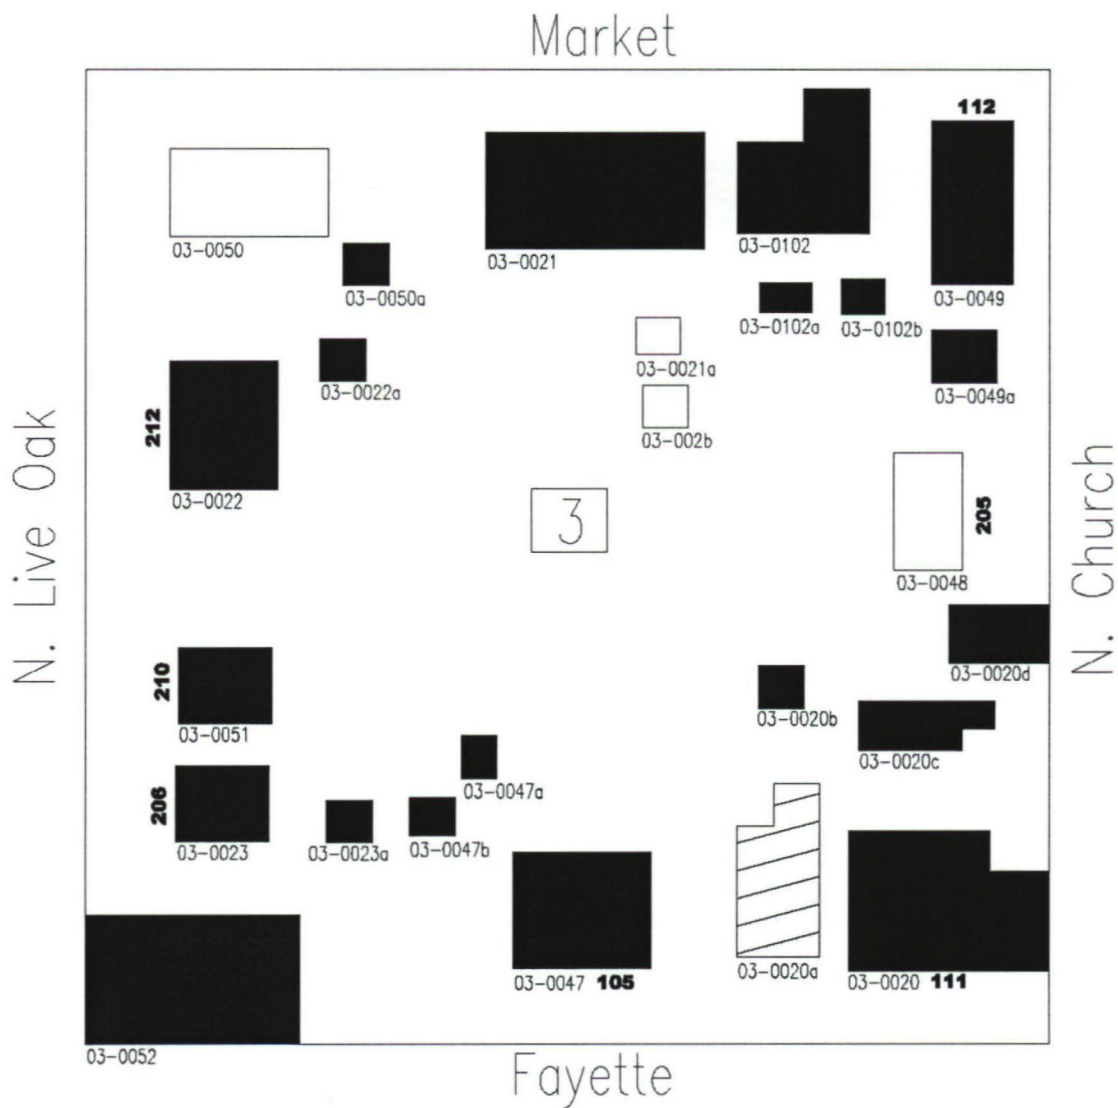 Market
112
03-0050
03-0021
03-0102
03-0049
03-0050a
03-0102a
03-0102b
03-0021a
03-0022a
03-0049a
212
03-002b
03-0022
N. Live Oak
3
205
N. Church
03-0048
03-0020d
210
03-0020b
03-0051
03-0020c
03-0047a
206
03-0023
03-0023a
03-0047b
03-0020a
03-0047 105
03-0020 111
03-0052
Fayette